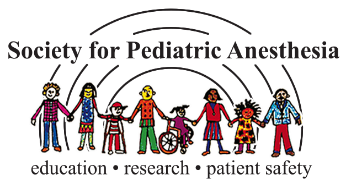 Society for Pediatric Anesthesia
education • research • patient safety